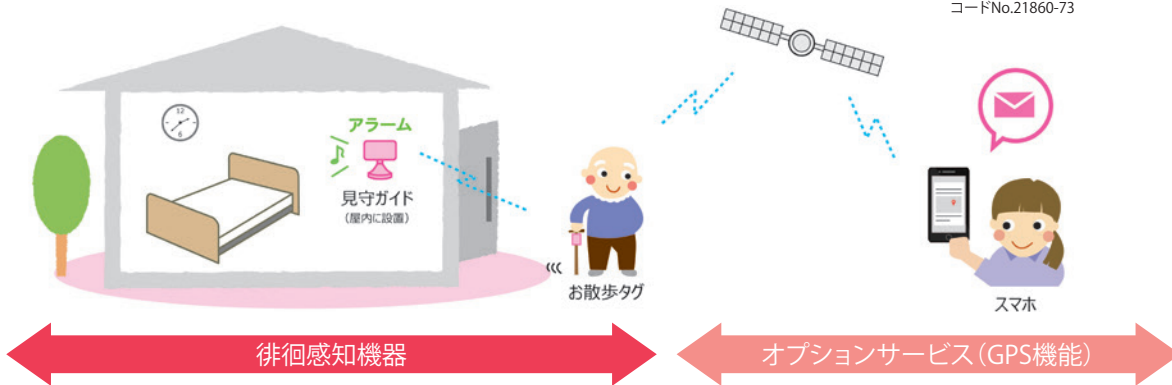 コードNo.21860-73
12
6
アラーム
見守ガイド
（屋内に設置）
お散歩タグ
スマホ
徘徊感知機器
オプションサービス（GPS機能）